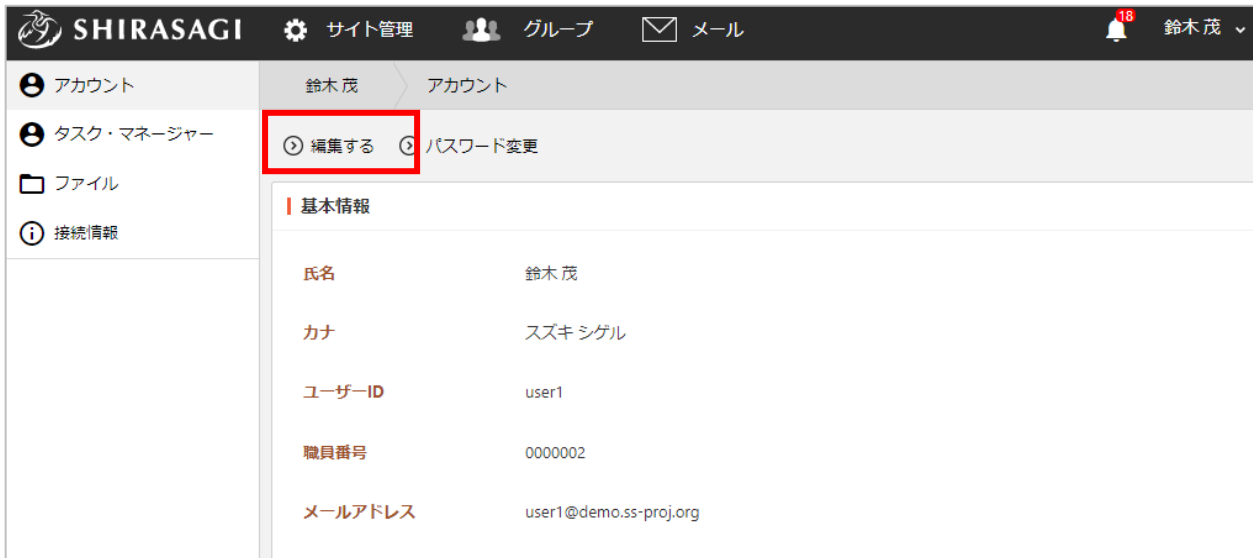 SHIRASAGI サイト管理 グループ メール 18 鈴木 茂
アカウント
タスク・マネージャー
ファイル
接続情報
鈴木 茂 アカウント
編集する パスワード変更
基本情報
氏名 鈴木 茂
カナ スズキ シゲル
ユーザーID user1
職員番号 0000002
メールアドレス user1@demo.ss-proj.org